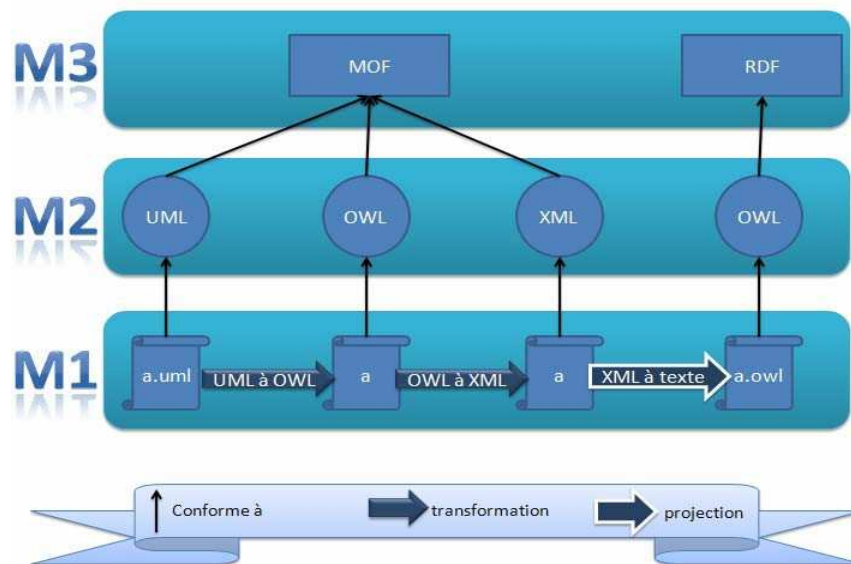 M3
MOF
RDF
M2
UML
OWL
XML
OWL
M1
a.uml
UML à OWL
a
OWL à XML
a
XML à texte
a.owl
Conforme à
transformation
projection